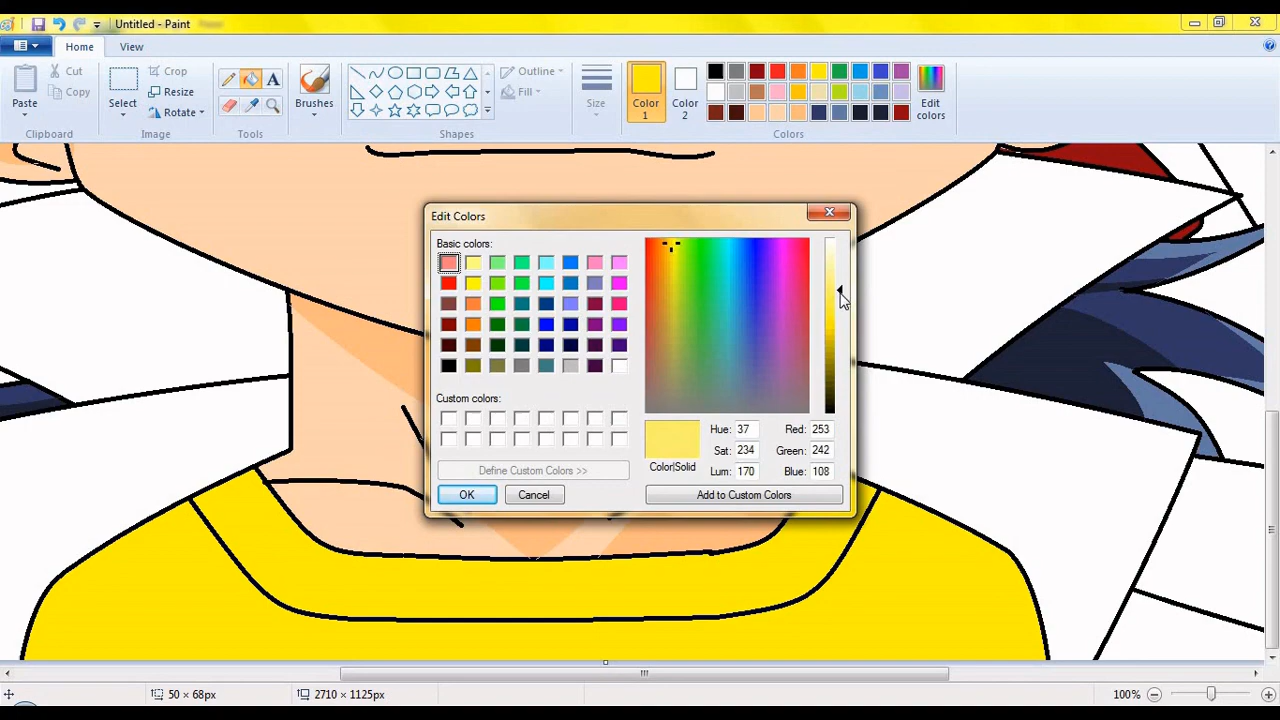 Untitled - Paint
Home
View
Paste
Cut
Copy
Clipboard
Select
Crop
Resize
Rotate
Image
A
Tools
Brushes
Outline
Fill
Shapes
Size
Color
1
Color
2
Edit
colors
Colors
Edit Colors
Basic colors:
Custom colors:
Define Custom Colors >>
OK
Cancel
Color|Solid
Hue: 37
Sat: 234
Lum: 170
Red: 253
Green: 242
Blue: 108
Add to Custom Colors
50 × 68px
2710 × 1125px
100%